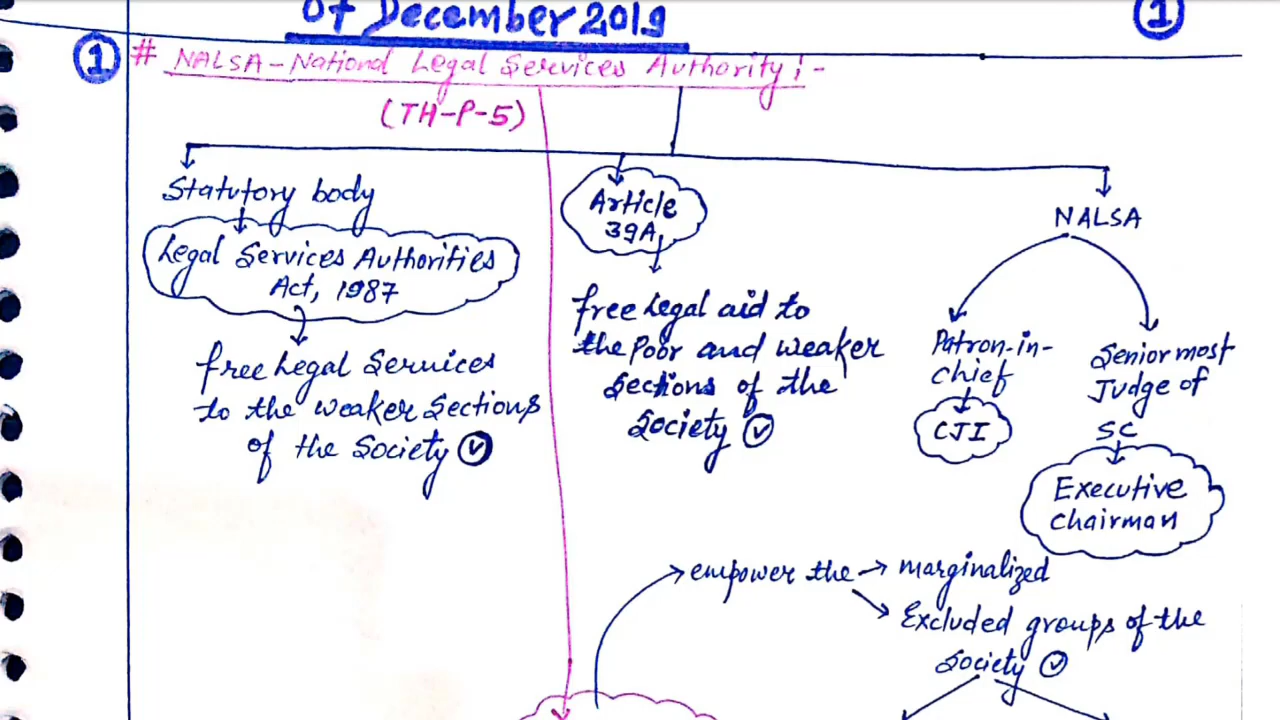 of December 2019
1
1
# NALSA - National Legal Services Authority :-
(TH-P-5)
Statutory body
Legal Services Authorities
Act, 1987
free Legal Services
to the weaker sections
of the society
Article
39A
free Legal aid to
the Poor and weaker
sections of the
society
NALSA
Patron-in-
chief
CJI
Senior most
Judge of
SC
Executive
chairman
empower the
marginalized
Excluded groups of the
society